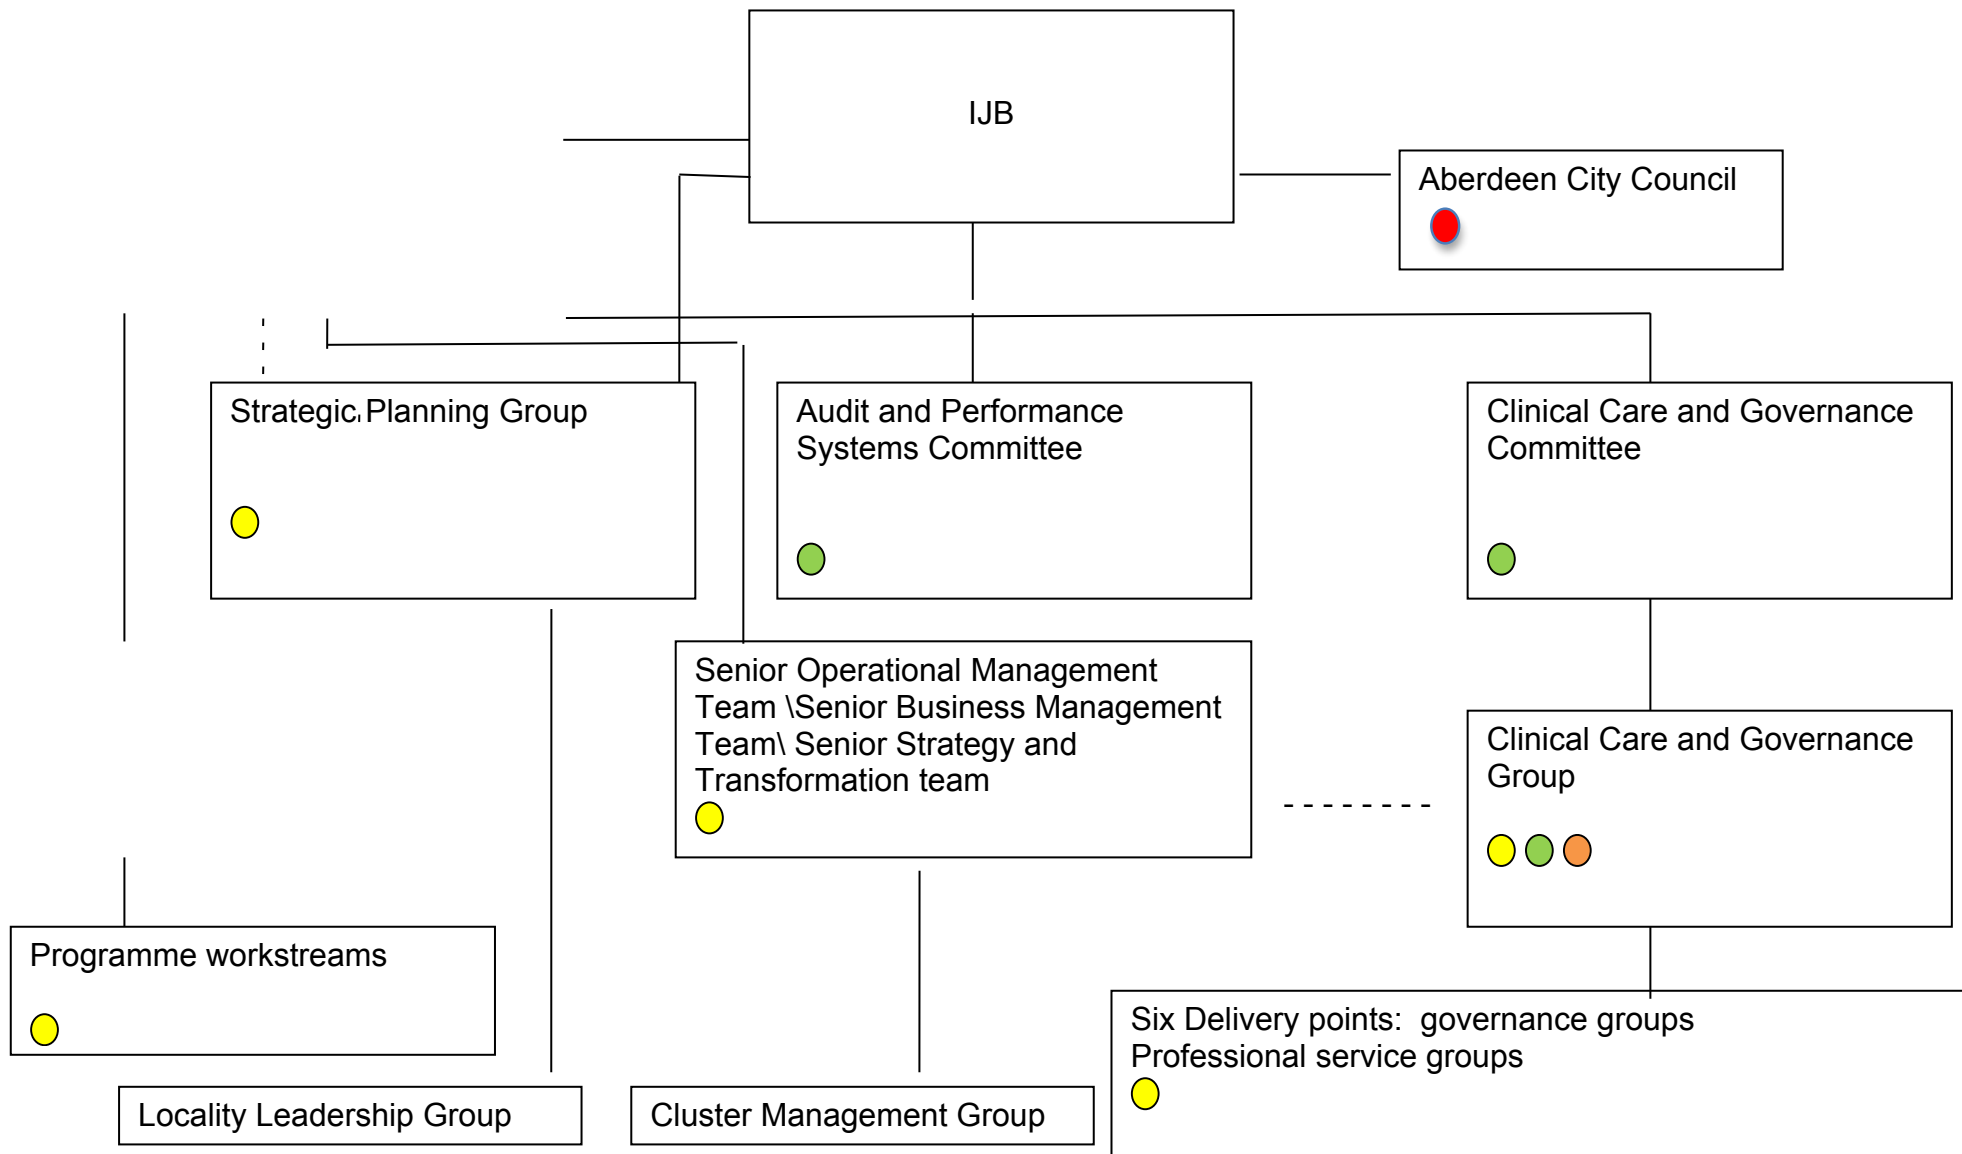 IJB
Aberdeen City Council
Strategic Planning Group
Audit and Performance
Systems Committee
Clinical Care and Governance
Committee
Senior Operational Management
Team \Senior Business Management
Team\ Senior Strategy and
Transformation team
Clinical Care and Governance
Group
Programme workstreams
Six Delivery points:  governance groups
Professional service groups
Locality Leadership Group
Cluster Management Group